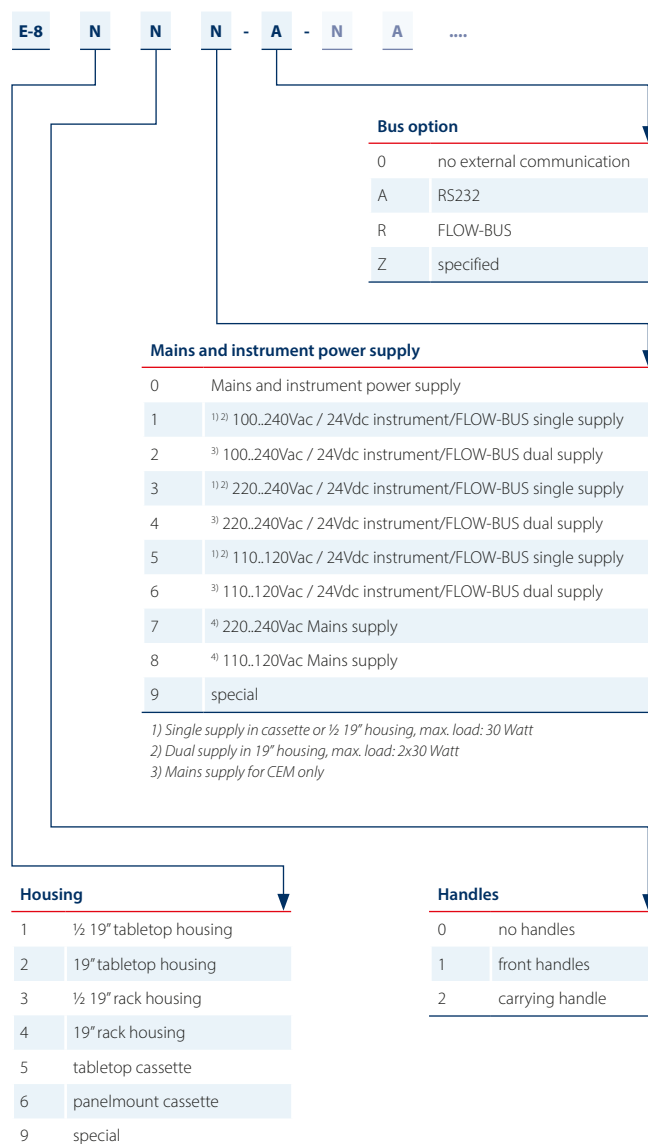 E-8 N N N - A - N A ....
Bus option
0 no external communication
A RS232
R FLOW-BUS
Z specified
Mains and instrument power supply
0 Mains and instrument power supply
1 1) 2) 100..240Vac / 24Vdc instrument/FLOW-BUS single supply
2 3) 100..240Vac / 24Vdc instrument/FLOW-BUS dual supply
3 1) 2) 220..240Vac / 24Vdc instrument/FLOW-BUS single supply
4 3) 220..240Vac / 24Vdc instrument/FLOW-BUS dual supply
5 1) 2) 110..120Vac / 24Vdc instrument/FLOW-BUS single supply
6 3) 110..120Vac / 24Vdc instrument/FLOW-BUS dual supply
7 4) 220..240Vac Mains supply
8 4) 110..120Vac Mains supply
9 special
1) Single supply in cassette or ½ 19” housing, max. load: 30 Watt
2) Dual supply in 19” housing, max. load: 2x30 Watt
3) Mains supply for CEM only
Housing
1 ½ 19” tabletop housing
2 19” tabletop housing
3 ½ 19” rack housing
4 19” rack housing
5 tabletop cassette
6 panelmount cassette
9 special
Handles
0 no handles
1 front handles
2 carrying handle